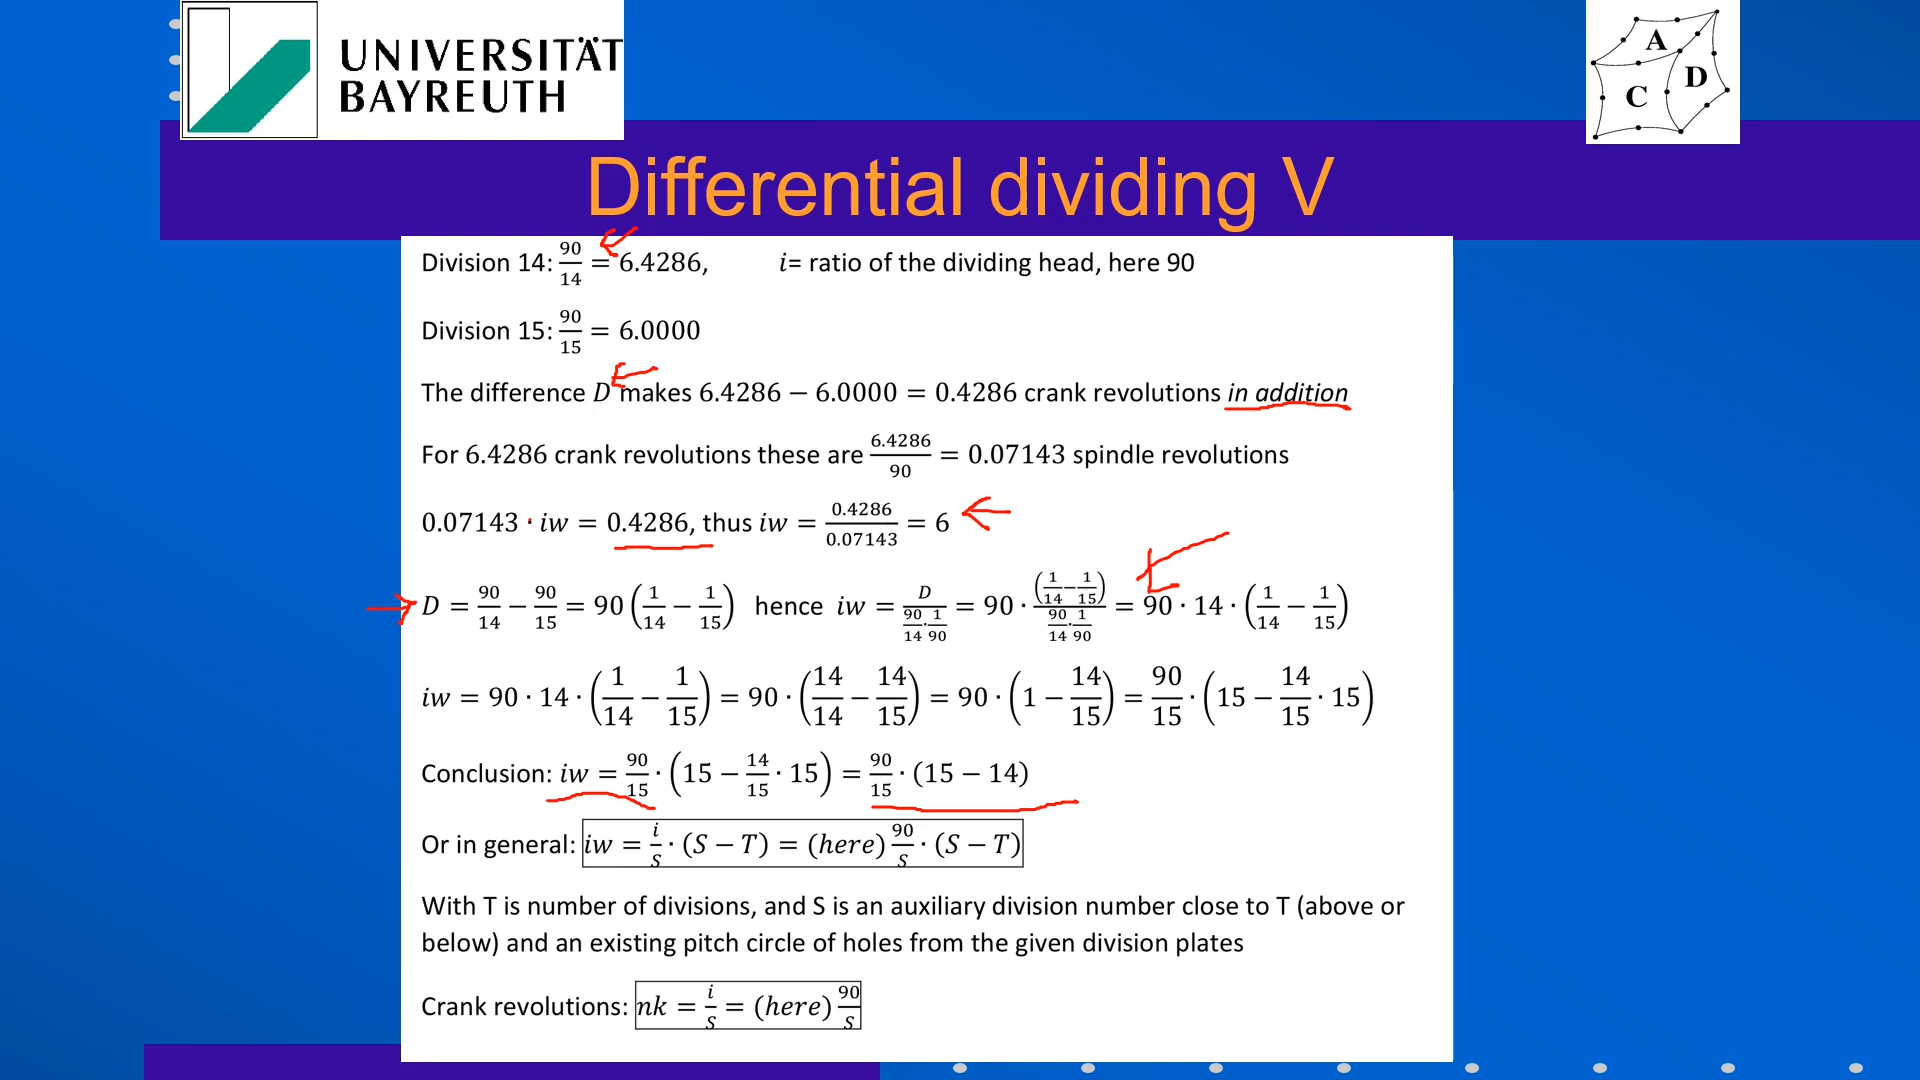 UNIVERSITÄT
BAYREUTH
A
D
C
Differential dividing V
Division 14: 90/14 = 6.4286, i= ratio of the dividing head, here 90
Division 15: 90/15 = 6.0000
The difference D makes 6.4286 − 6.0000 = 0.4286 crank revolutions in addition
For 6.4286 crank revolutions these are 6.4286/90 = 0.07143 spindle revolutions
0.07143 · iw = 0.4286, thus iw = 0.4286/0.07143 = 6
D = 90/14 − 90/15 = 90 (1/14 − 1/15) hence iw = D/(90/14 · 1/90) = 90 · (1/14 − 1/15)/(90/14 · 1/90) = 90 · 14 · (1/14 − 1/15)
iw = 90 · 14 · (1/14 − 1/15) = 90 · (14/14 − 14/15) = 90 · (1 − 14/15) = 90/15 · (15 − 14/15 · 15)
Conclusion: iw = 90/15 · (15 − 14/15 · 15) = 90/15 · (15 − 14)
Or in general: iw = i/S · (S − T) = (here) 90/S · (S − T)
With T is number of divisions, and S is an auxiliary division number close to T (above or
below) and an existing pitch circle of holes from the given division plates
Crank revolutions: nk = i/S = (here) 90/S